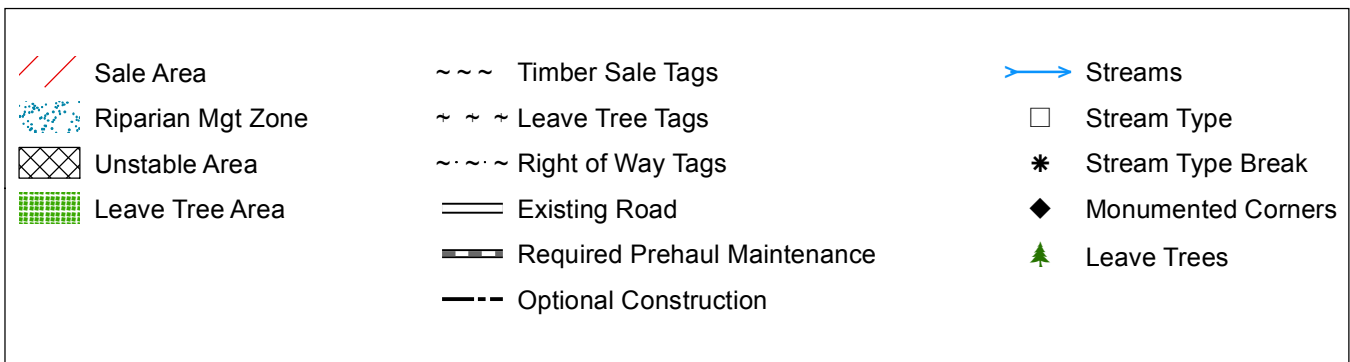 Sale Area
Riparian Mgt Zone
Unstable Area
Leave Tree Area
Timber Sale Tags
Leave Tree Tags
Right of Way Tags
Existing Road
Required Prehaul Maintenance
Optional Construction
Streams
Stream Type
Stream Type Break
Monumented Corners
Leave Trees